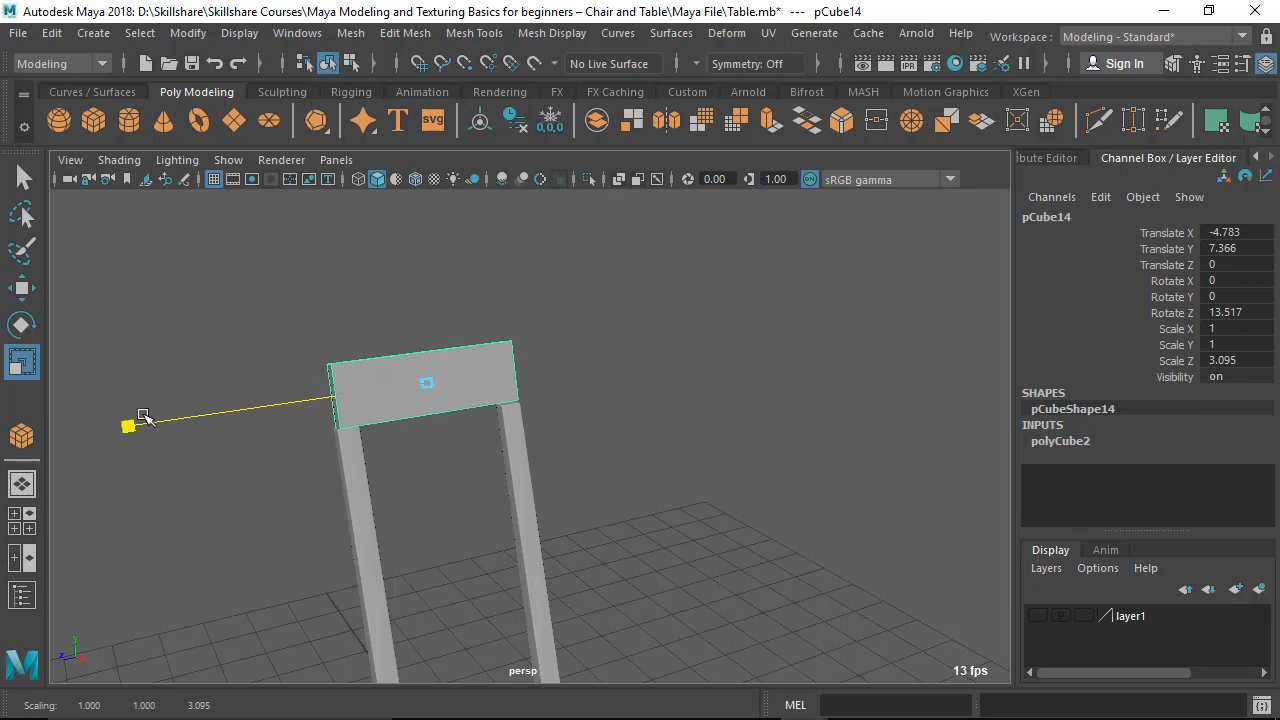 Autodesk Maya 2018: D:\Skillshare\Skillshare Courses\Maya Modeling and Texturing Basics for beginners – Chair and Table\Maya File\Table.mb* --- pCube14
File Edit Create Select Modify Display Windows Mesh Edit Mesh Mesh Tools Mesh Display Curves Surfaces Deform UV Generate Cache Arnold Help Workspace : Modeling - Standard*
Modeling No Live Surface Symmetry: Off Sign In
Curves / Surfaces Poly Modeling Sculpting Rigging Animation Rendering FX FX Caching Custom Arnold Bifrost MASH Motion Graphics XGen
svg 0,0,0
View Shading Lighting Show Renderer Panels
0.00 1.00 sRGB gamma
bute Editor Channel Box / Layer Editor
Channels Edit Object Show
pCube14
Translate X -4.783
Translate Y 7.366
Translate Z 0
Rotate X 0
Rotate Y 0
Rotate Z 13.517
Scale X 1
Scale Y 1
Scale Z 3.095
Visibility on
SHAPES
pCubeShape14
INPUTS
polyCube2
Display Anim
Layers Options Help
P layer1
y
z x
persp
13 fps
Scaling: 1.000 1.000 3.095
MEL